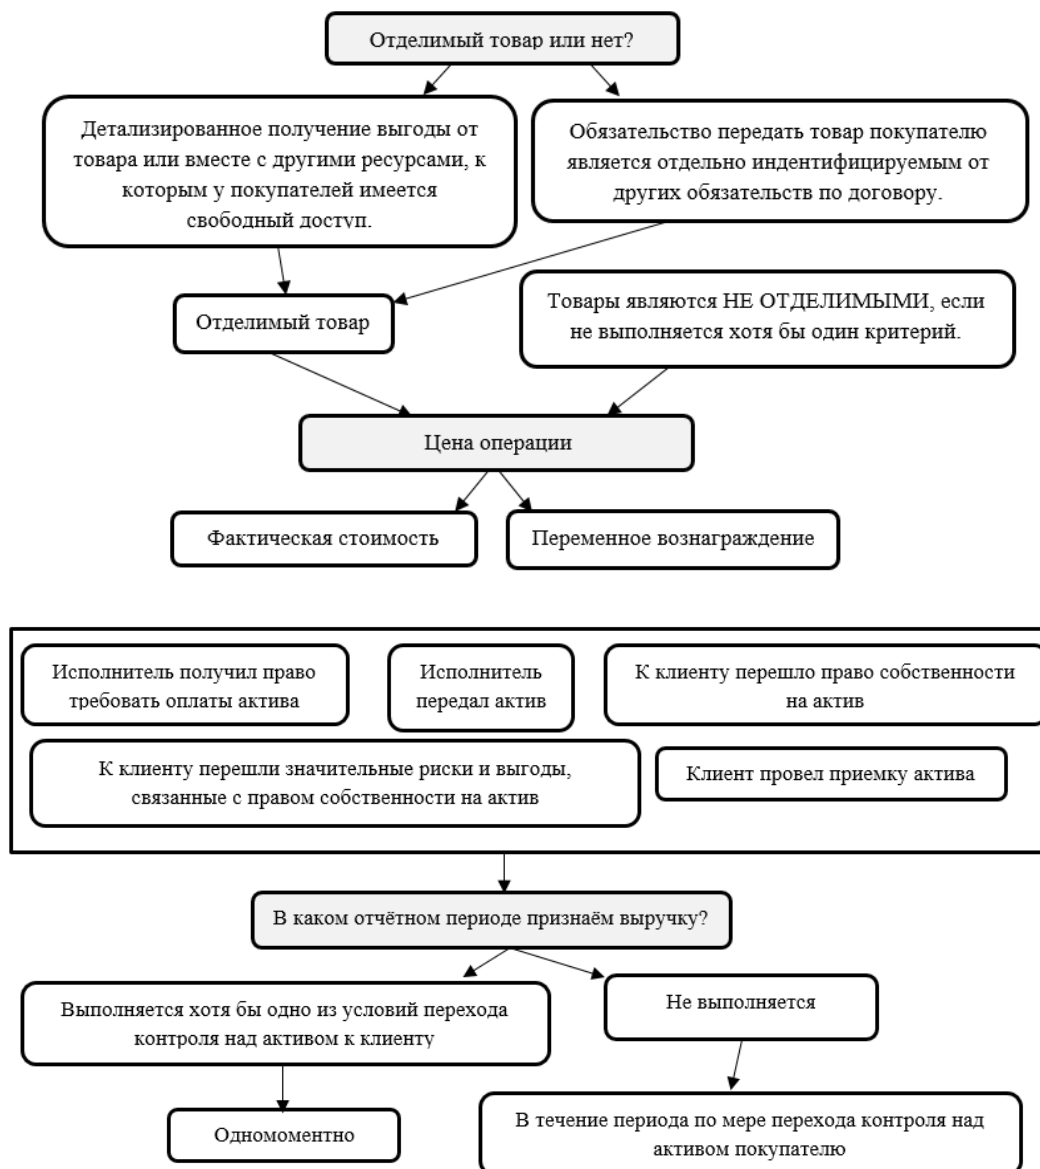 Отделимый товар или нет?
Детализированное получение выгоды от
товара или вместе с другими ресурсами, к
которым у покупателей имеется
свободный доступ.
Обязательство передать товар покупателю
является отдельно индентифицируемым от
других обязательств по договору.
Отделимый товар
Товары являются НЕ ОТДЕЛИМЫМИ, если
не выполняется хотя бы один критерий.
Цена операции
Фактическая стоимость
Переменное вознаграждение
Исполнитель получил право
требовать оплаты актива
Исполнитель
передал актив
К клиенту перешло право собственности
на актив
К клиенту перешли значительные риски и выгоды,
связанные с правом собственности на актив
Клиент провел приемку актива
В каком отчётном периоде признаём выручку?
Выполняется хотя бы одно из условий перехода
контроля над активом к клиенту
Не выполняется
Одномоментно
В течение периода по мере перехода контроля над
активом покупателю